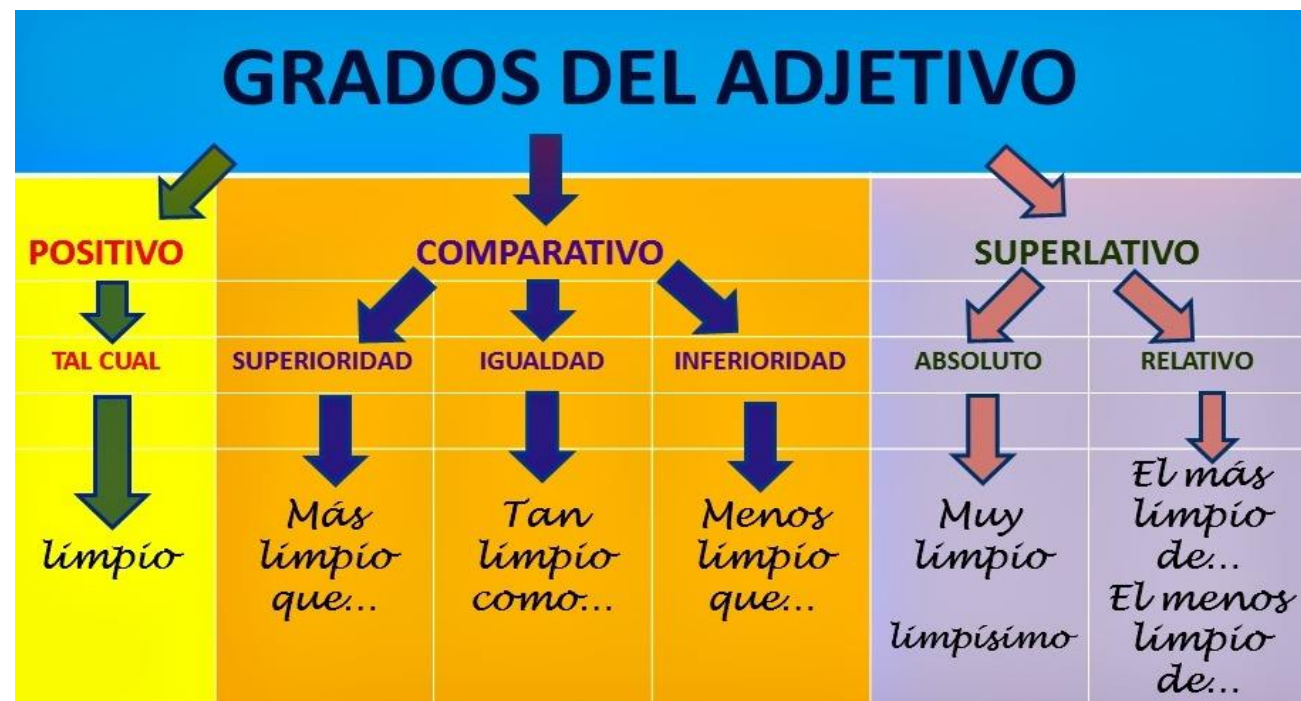 GRADOS DEL ADJETIVO
POSITIVO
COMPARATIVO
SUPERLATIVO
TAL CUAL
SUPERIORIDAD
IGUALDAD
INFERIORIDAD
ABSOLUTO
RELATIVO
limpio
Más
limpio
que...
Tan
limpio
como...
Menos
limpio
que...
Muy
limpio
limpísimo
El más
limpio
de...
El menos
limpio
de...